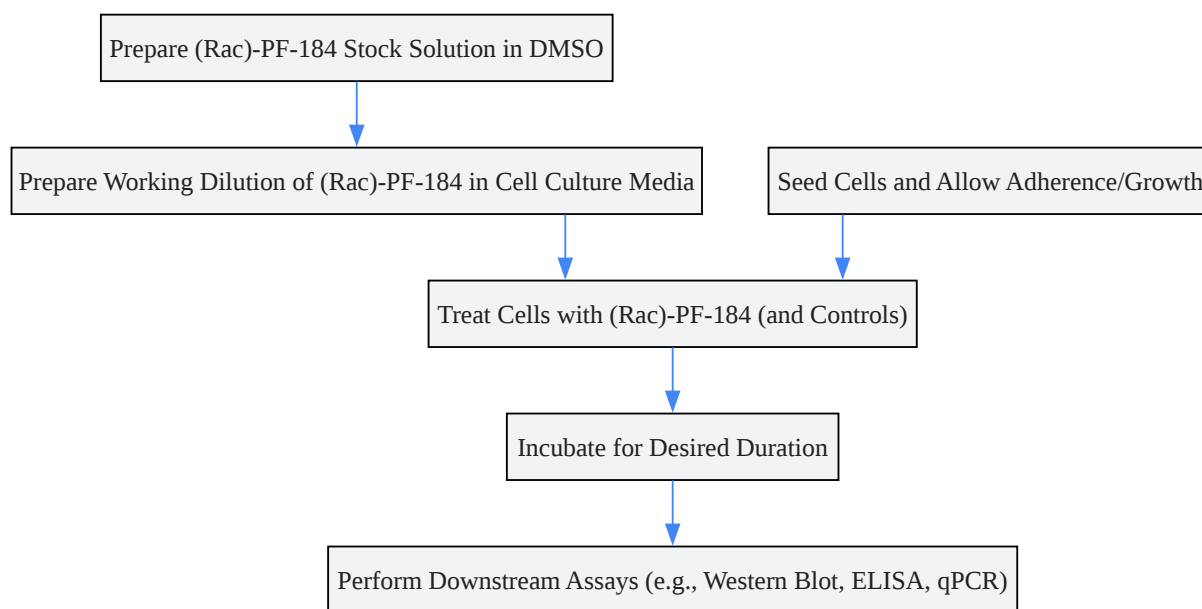 Prepare (Rac)-PF-184 Stock Solution in DMSO
Prepare Working Dilution of (Rac)-PF-184 in Cell Culture Media
Seed Cells and Allow Adherence/Growth
Treat Cells with (Rac)-PF-184 (and Controls)
Incubate for Desired Duration
Perform Downstream Assays (e.g., Western Blot, ELISA, qPCR)